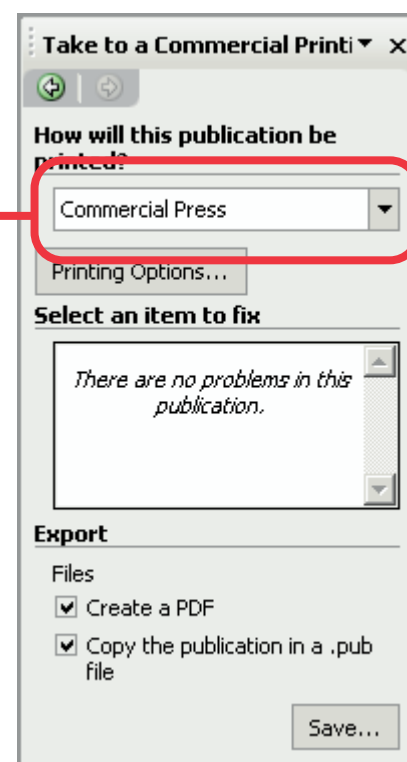 Take to a Commercial Printi
How will this publication be
printed?
Commercial Press
Printing Options...
Select an item to fix
There are no problems in this
publication.
Export
Files
Create a PDF
Copy the publication in a .pub
file
Save...